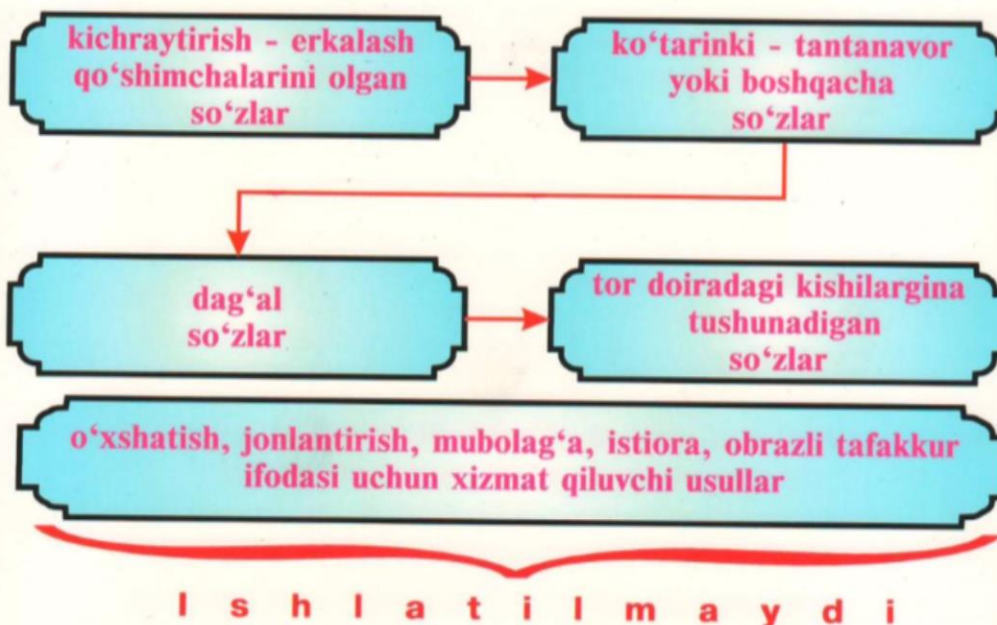 kichraytirish - erkalash
qo‘shimchalarini olgan
so‘zlar
ko‘tarinki - tantanavor
yoki boshqacha
so‘zlar
dag‘al
so‘zlar
tor doiradagi kishilargina
tushunadigan
so‘zlar
o‘xshatish, jonlantirish, mubolag‘a, istiora, obrazli tafakkur
ifodasi uchun xizmat qiluvchi usullar
Ishlatilmaydi